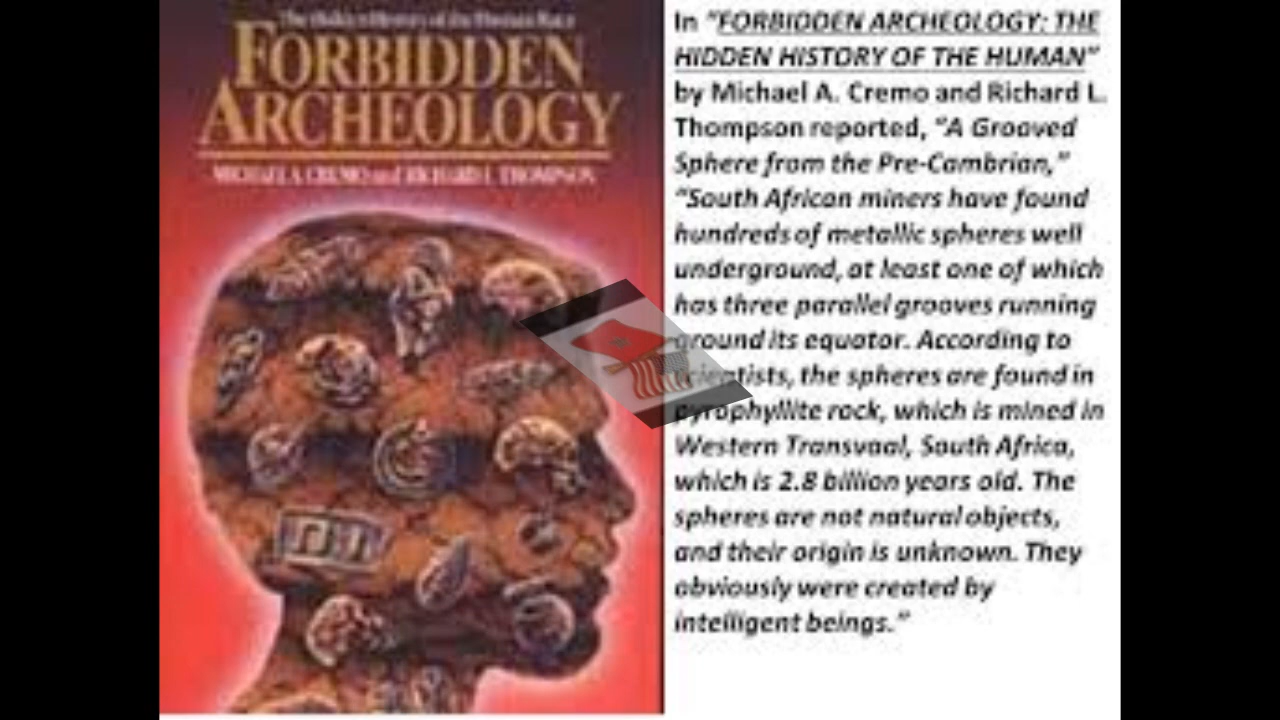 The Hidden History of the Human Race
FORBIDDEN
ARCHEOLOGY
MICHAEL A. CREMO and RICHARD L. THOMPSON
In “FORBIDDEN ARCHEOLOGY: THE
HIDDEN HISTORY OF THE HUMAN”
by Michael A. Cremo and Richard L.
Thompson reported, “A Grooved
Sphere from the Pre-Cambrian,”
“South African miners have found
hundreds of metallic spheres well
underground, at least one of which
has three parallel grooves running
around its equator. According to
scientists, the spheres are found in
pyrophyllite rock, which is mined in
Western Transvaal, South Africa,
which is 2.8 billion years old. The
spheres are not natural objects,
and their origin is unknown. They
obviously were created by
intelligent beings.”